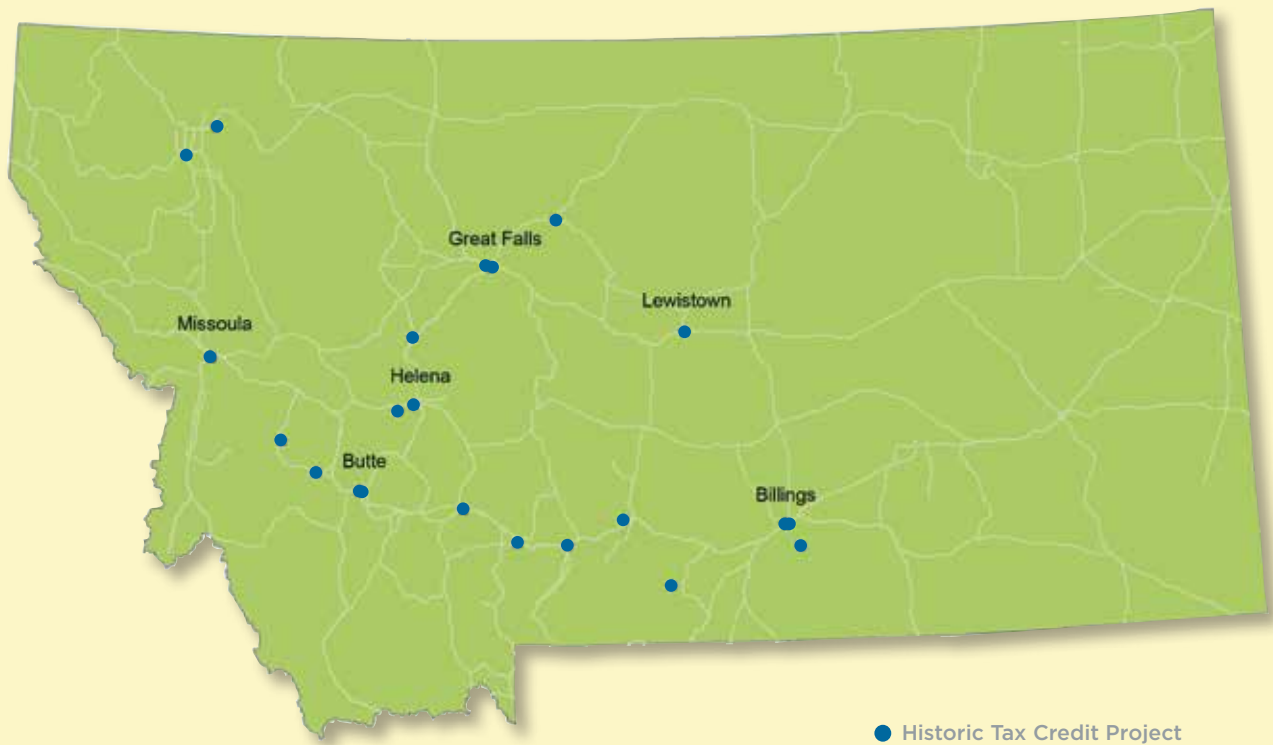 Great Falls
Lewistown
Missoula
Helena
Butte
Billings
Historic Tax Credit Project